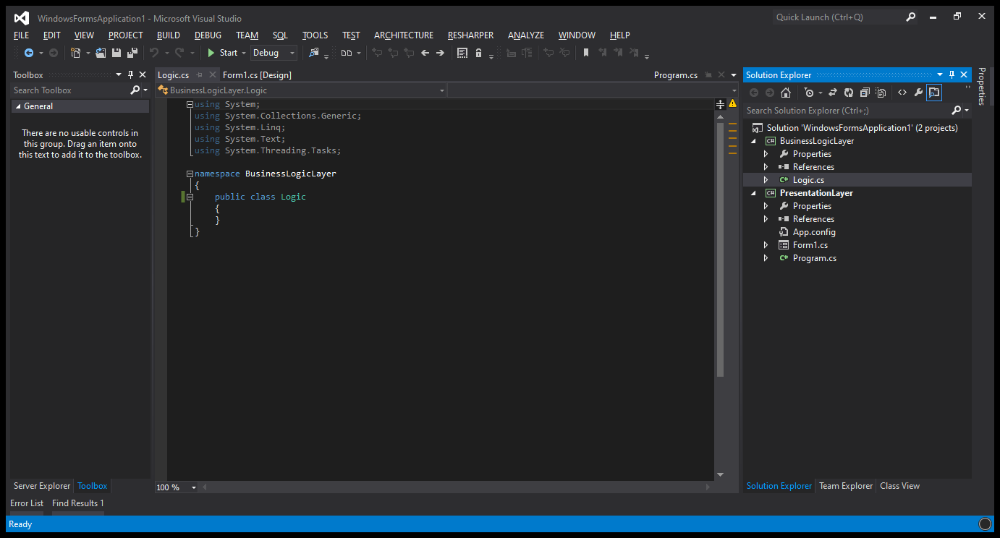 WindowsFormsApplication1 - Microsoft Visual Studio
Quick Launch (Ctrl+Q)
FILE EDIT VIEW PROJECT BUILD DEBUG TEAM SQL TOOLS TEST ARCHITECTURE RESHARPER ANALYZE WINDOW HELP
Start Debug
Toolbox
Search Toolbox
General
There are no usable controls in
this group. Drag an item onto
this text to add it to the toolbox.
Server Explorer Toolbox
Logic.cs Form1.cs [Design] Program.cs
BusinessLogicLayer.Logic
using System;
using System.Collections.Generic;
using System.Linq;
using System.Text;
using System.Threading.Tasks;
namespace BusinessLogicLayer
{
public class Logic
{
}
}
100 %
Solution Explorer
Search Solution Explorer (Ctrl+;)
Solution 'WindowsFormsApplication1' (2 projects)
C# BusinessLogicLayer
Properties
References
C# Logic.cs
C# PresentationLayer
Properties
References
App.config
Form1.cs
C# Program.cs
Solution Explorer Team Explorer Class View
Properties
Error List Find Results 1
Ready